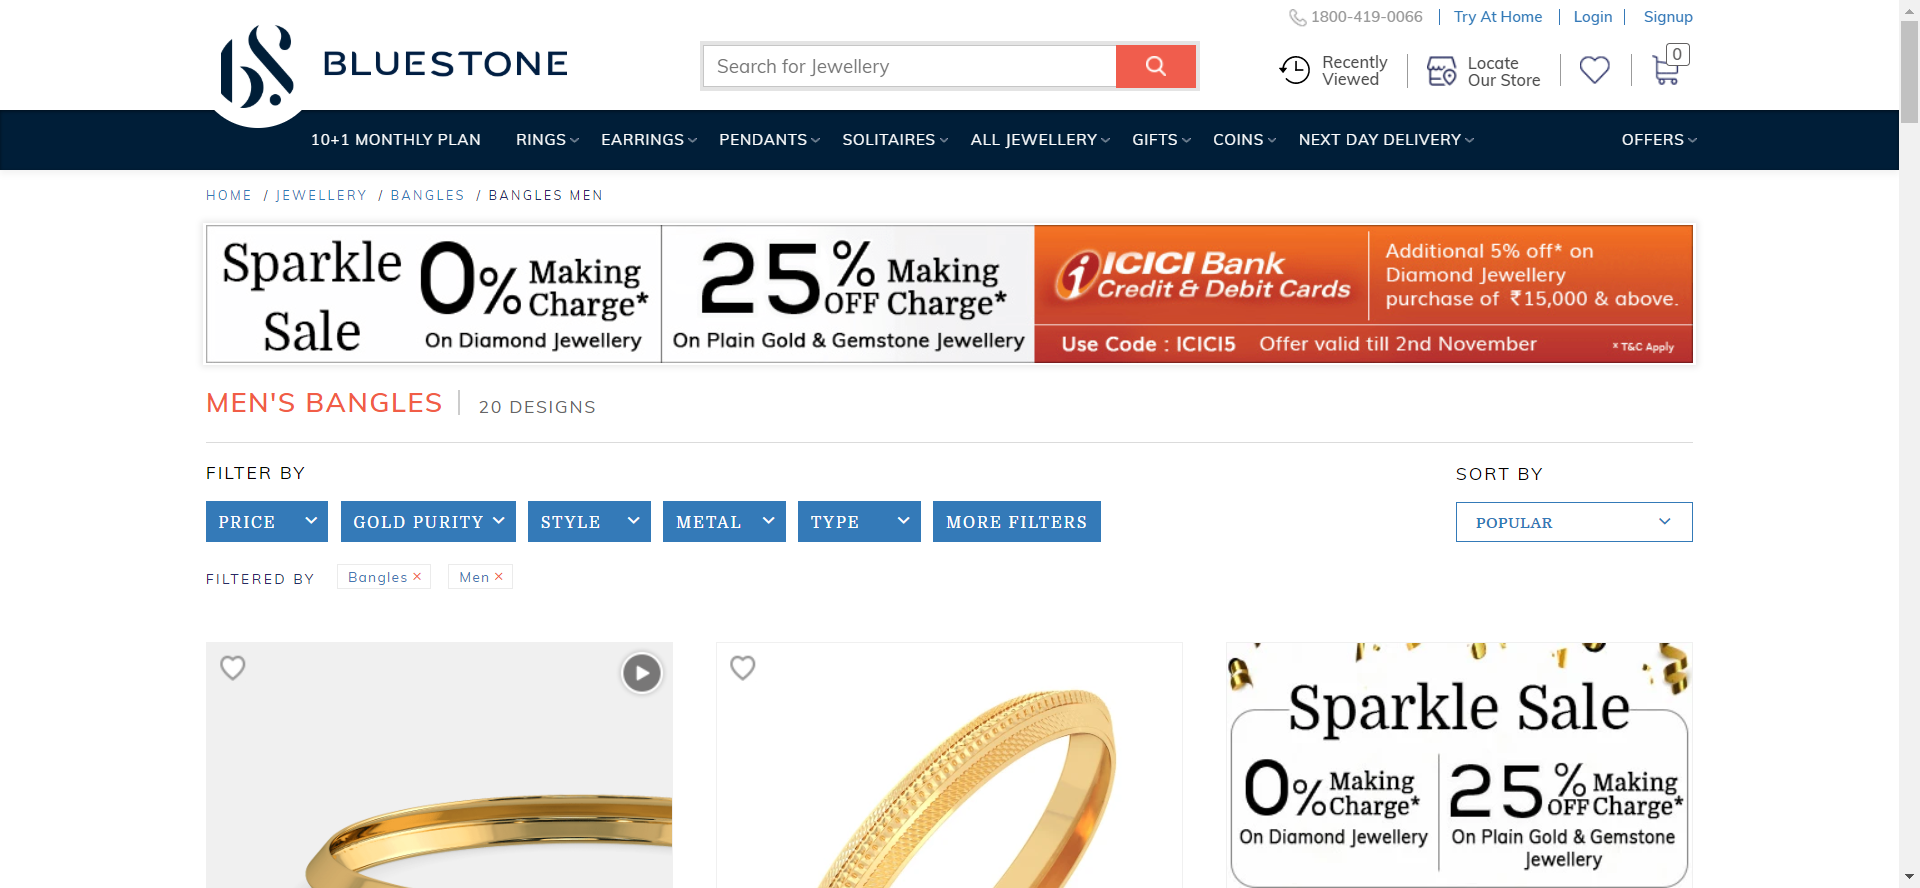 1800-419-0066 Try At Home Login Signup
BLUESTONE
Search for Jewellery
Recently
Viewed
Locate
Our Store
0
10+1 MONTHLY PLAN RINGS EARRINGS PENDANTS SOLITAIRES ALL JEWELLERY GIFTS COINS NEXT DAY DELIVERY OFFERS
HOME / JEWELLERY / BANGLES / BANGLES MEN
Sparkle
Sale
0% Making
Charge*
On Diamond Jewellery
25% OFF Making
Charge*
On Plain Gold & Gemstone Jewellery
ICICI Bank
Credit & Debit Cards
Additional 5% off* on
Diamond Jewellery
purchase of ₹15,000 & above.
Use Code : ICICI5 Offer valid till 2nd November * T&C Apply
MEN'S BANGLES 20 DESIGNS
FILTER BY
SORT BY
PRICE GOLD PURITY STYLE METAL TYPE MORE FILTERS
POPULAR
FILTERED BY Bangles × Men ×
Sparkle Sale
0% Making
Charge*
On Diamond Jewellery
25% OFF Making
Charge*
On Plain Gold & Gemstone
Jewellery